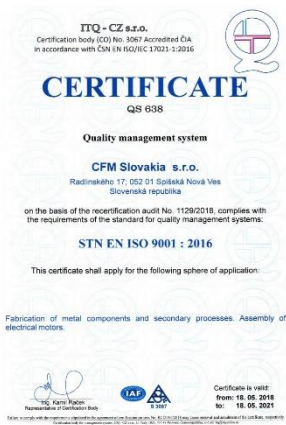 ITQ - CZ s.r.o.
Certification body (CO) No. 3067 Accredited ČIA
in accordance with ČSN EN ISO/IEC 17021-1:2016
Q
CERTIFICATE
QS 638
Quality management system
CFM Slovakia s.r.o.
Radlinského 17; 052 01 Spišská Nová Ves
Slovenská republika
on the basis of the recertification audit No. 1129/2018, complies with
the requirements of the standard for quality management systems:
STN EN ISO 9001 : 2016
This certificate shall apply for the following sphere of application:
Fabrication of metal components and secondary processes. Assembly of
electrical motors.
Ing. Kamil Plaček
Representative of Certification Body
IAF
S 3067
Certificate is valid:
from: 18. 05. 2018
to: 18. 05. 2021